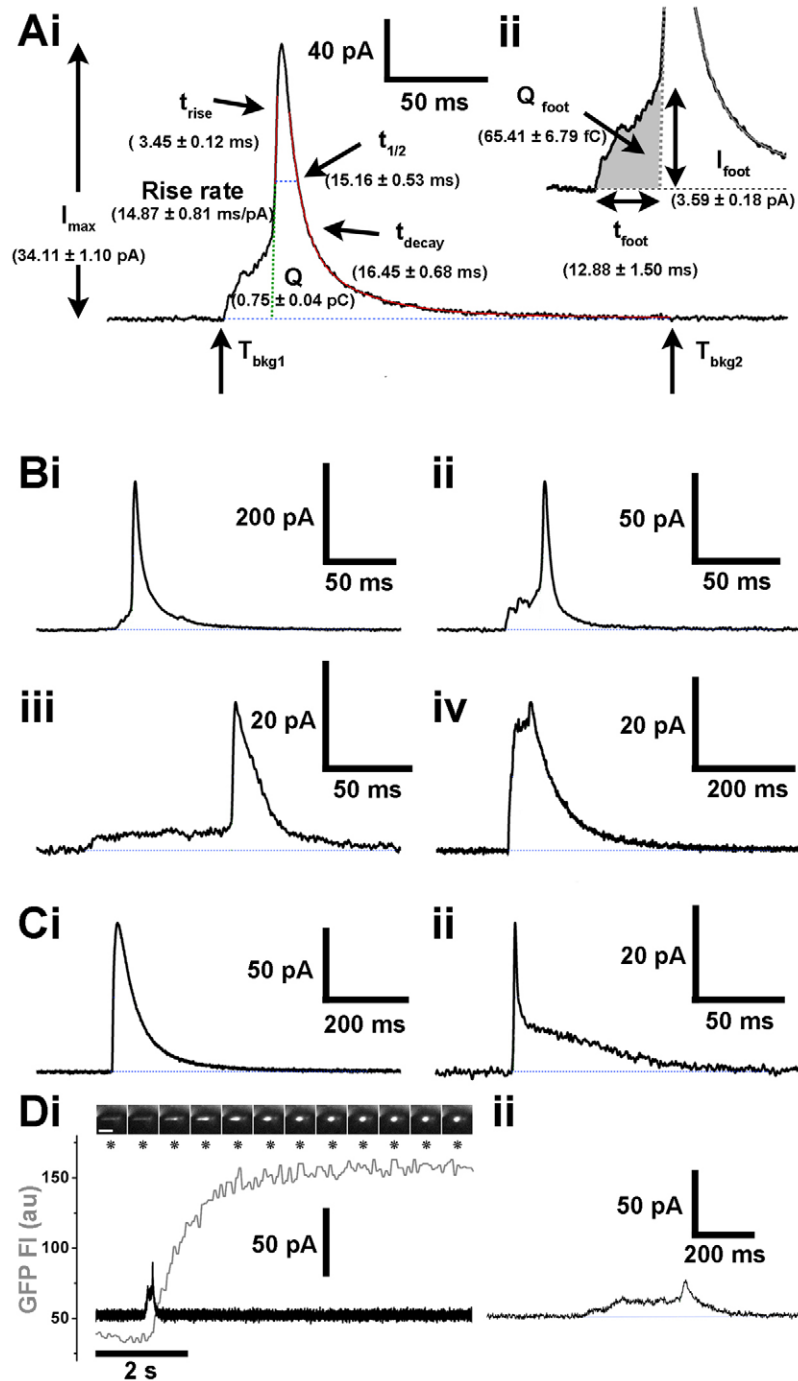 Ai
40 pA
50 ms
ii
t rise
( 3.45 ± 0.12 ms)
t 1/2
(15.16 ± 0.53 ms)
Rise rate
(14.87 ± 0.81 ms/pA)
I max
(34.11 ± 1.10 pA)
t decay
(16.45 ± 0.68 ms)
Q
(0.75 ± 0.04 pC)
T bkg1
T bkg2
Q foot
(65.41 ± 6.79 fC)
I foot
(3.59 ± 0.18 pA)
t foot
(12.88 ± 1.50 ms)
Bi
200 pA
50 ms
ii
50 pA
50 ms
iii
20 pA
50 ms
iv
20 pA
200 ms
Ci
50 pA
200 ms
ii
20 pA
50 ms
Di
* * * * * * * * * * * *
GFP FI (au)
150
100
50
50 pA
2 s
ii
50 pA
200 ms